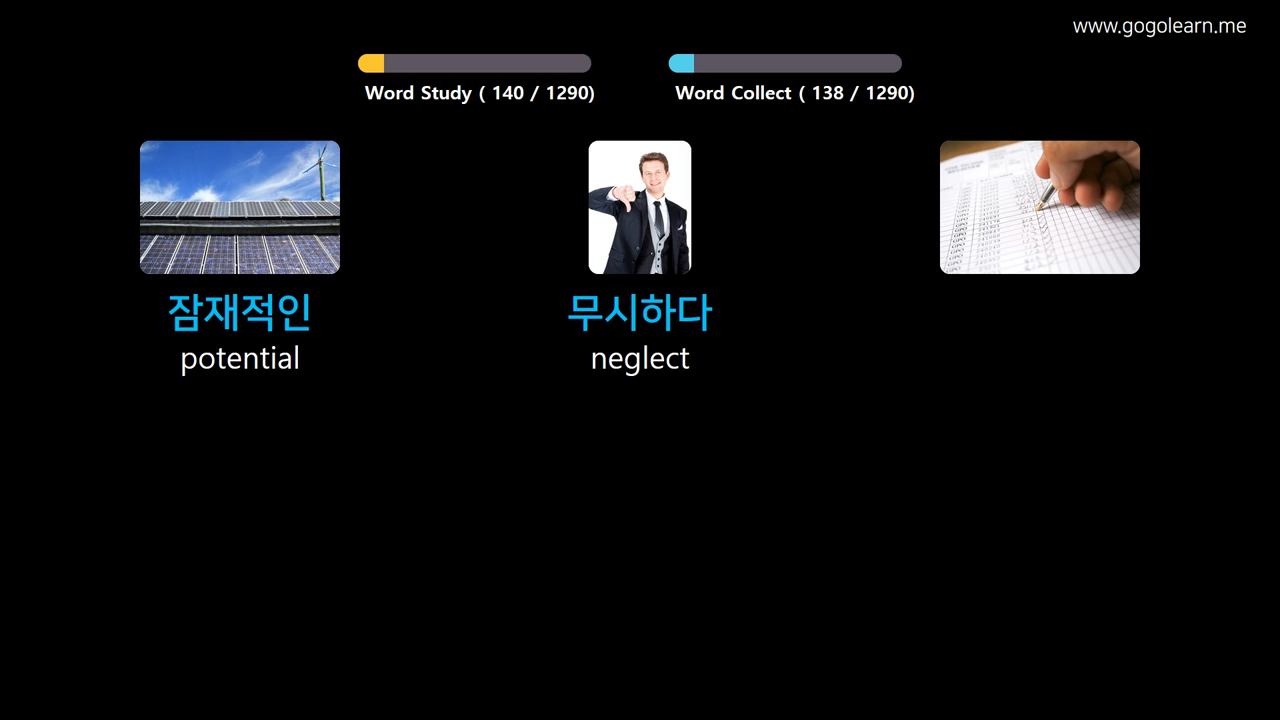 www.gogolearn.me
Word Study ( 140 / 1290)
Word Collect ( 138 / 1290)
잠재적인
potential
무시하다
neglect